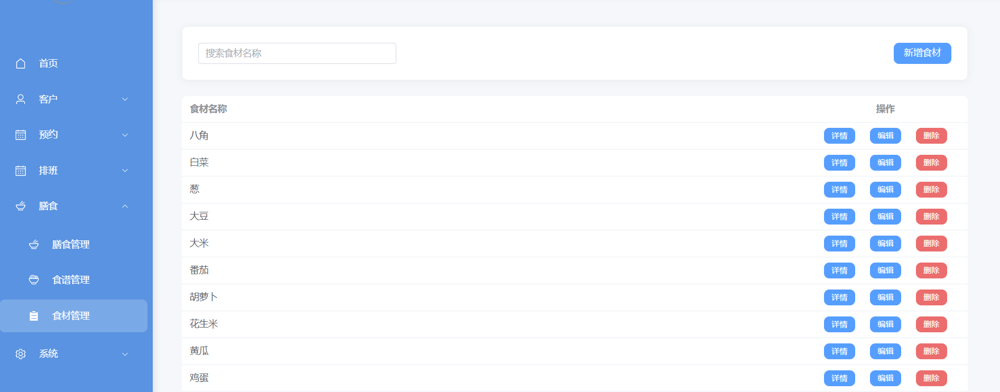 首页
客户
预约
排班
膳食
膳食管理
食谱管理
食材管理
系统
搜索食材名称
新增食材
食材名称 操作
八角 详情 编辑 删除
白菜 详情 编辑 删除
葱 详情 编辑 删除
大豆 详情 编辑 删除
大米 详情 编辑 删除
番茄 详情 编辑 删除
胡萝卜 详情 编辑 删除
花生米 详情 编辑 删除
黄瓜 详情 编辑 删除
鸡蛋 详情 编辑 删除